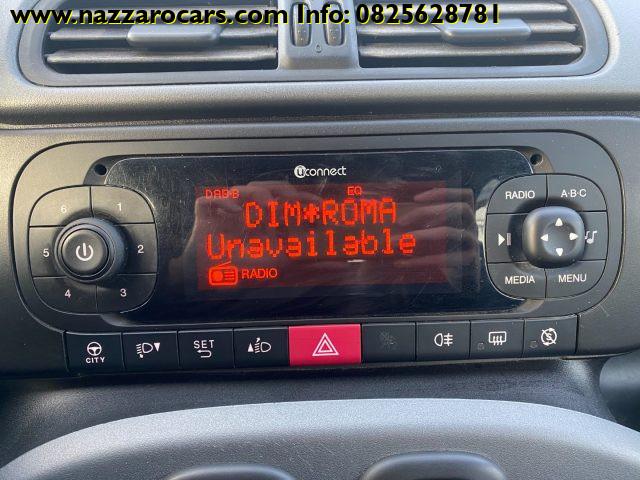 www.nazzarocars.com Info: 0825628781
Uconnect
DAB-B EQ
DIM*ROMA
Unavailable
RADIO
6 1
5 2
4 3
RADIO A·B·C
MEDIA MENU
CITY
SET